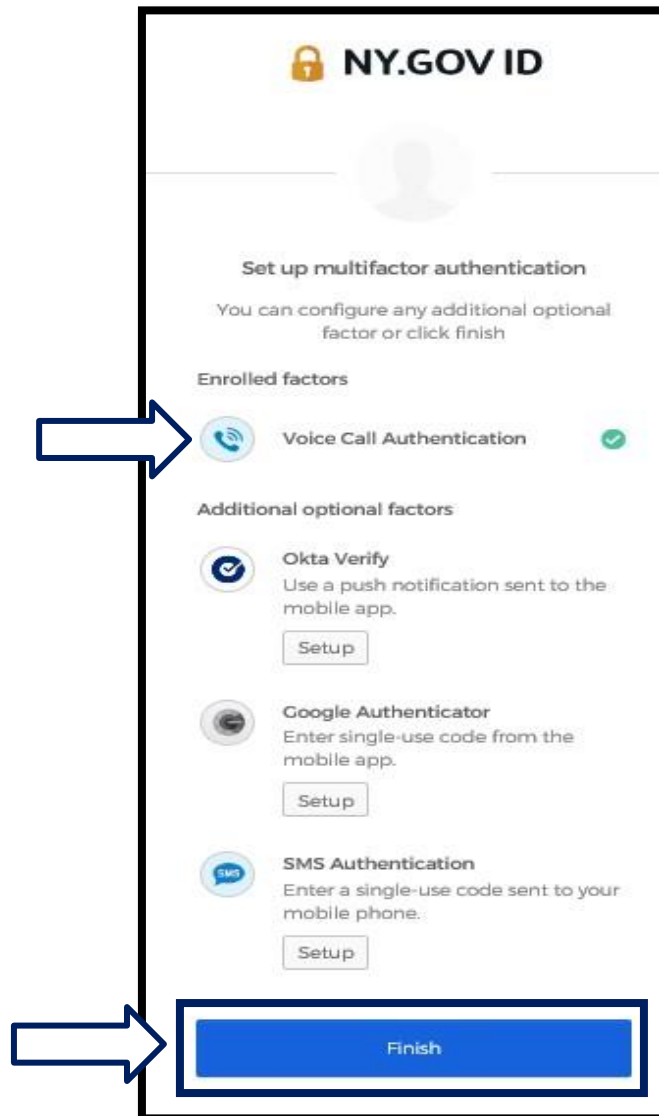 NY.GOV ID
Set up multifactor authentication
You can configure any additional optional
factor or click finish
Enrolled factors
Voice Call Authentication
Additional optional factors
Okta Verify
Use a push notification sent to the
mobile app.
Setup
Google Authenticator
Enter single-use code from the
mobile app.
Setup
SMS
SMS Authentication
Enter a single-use code sent to your
mobile phone.
Setup
Finish